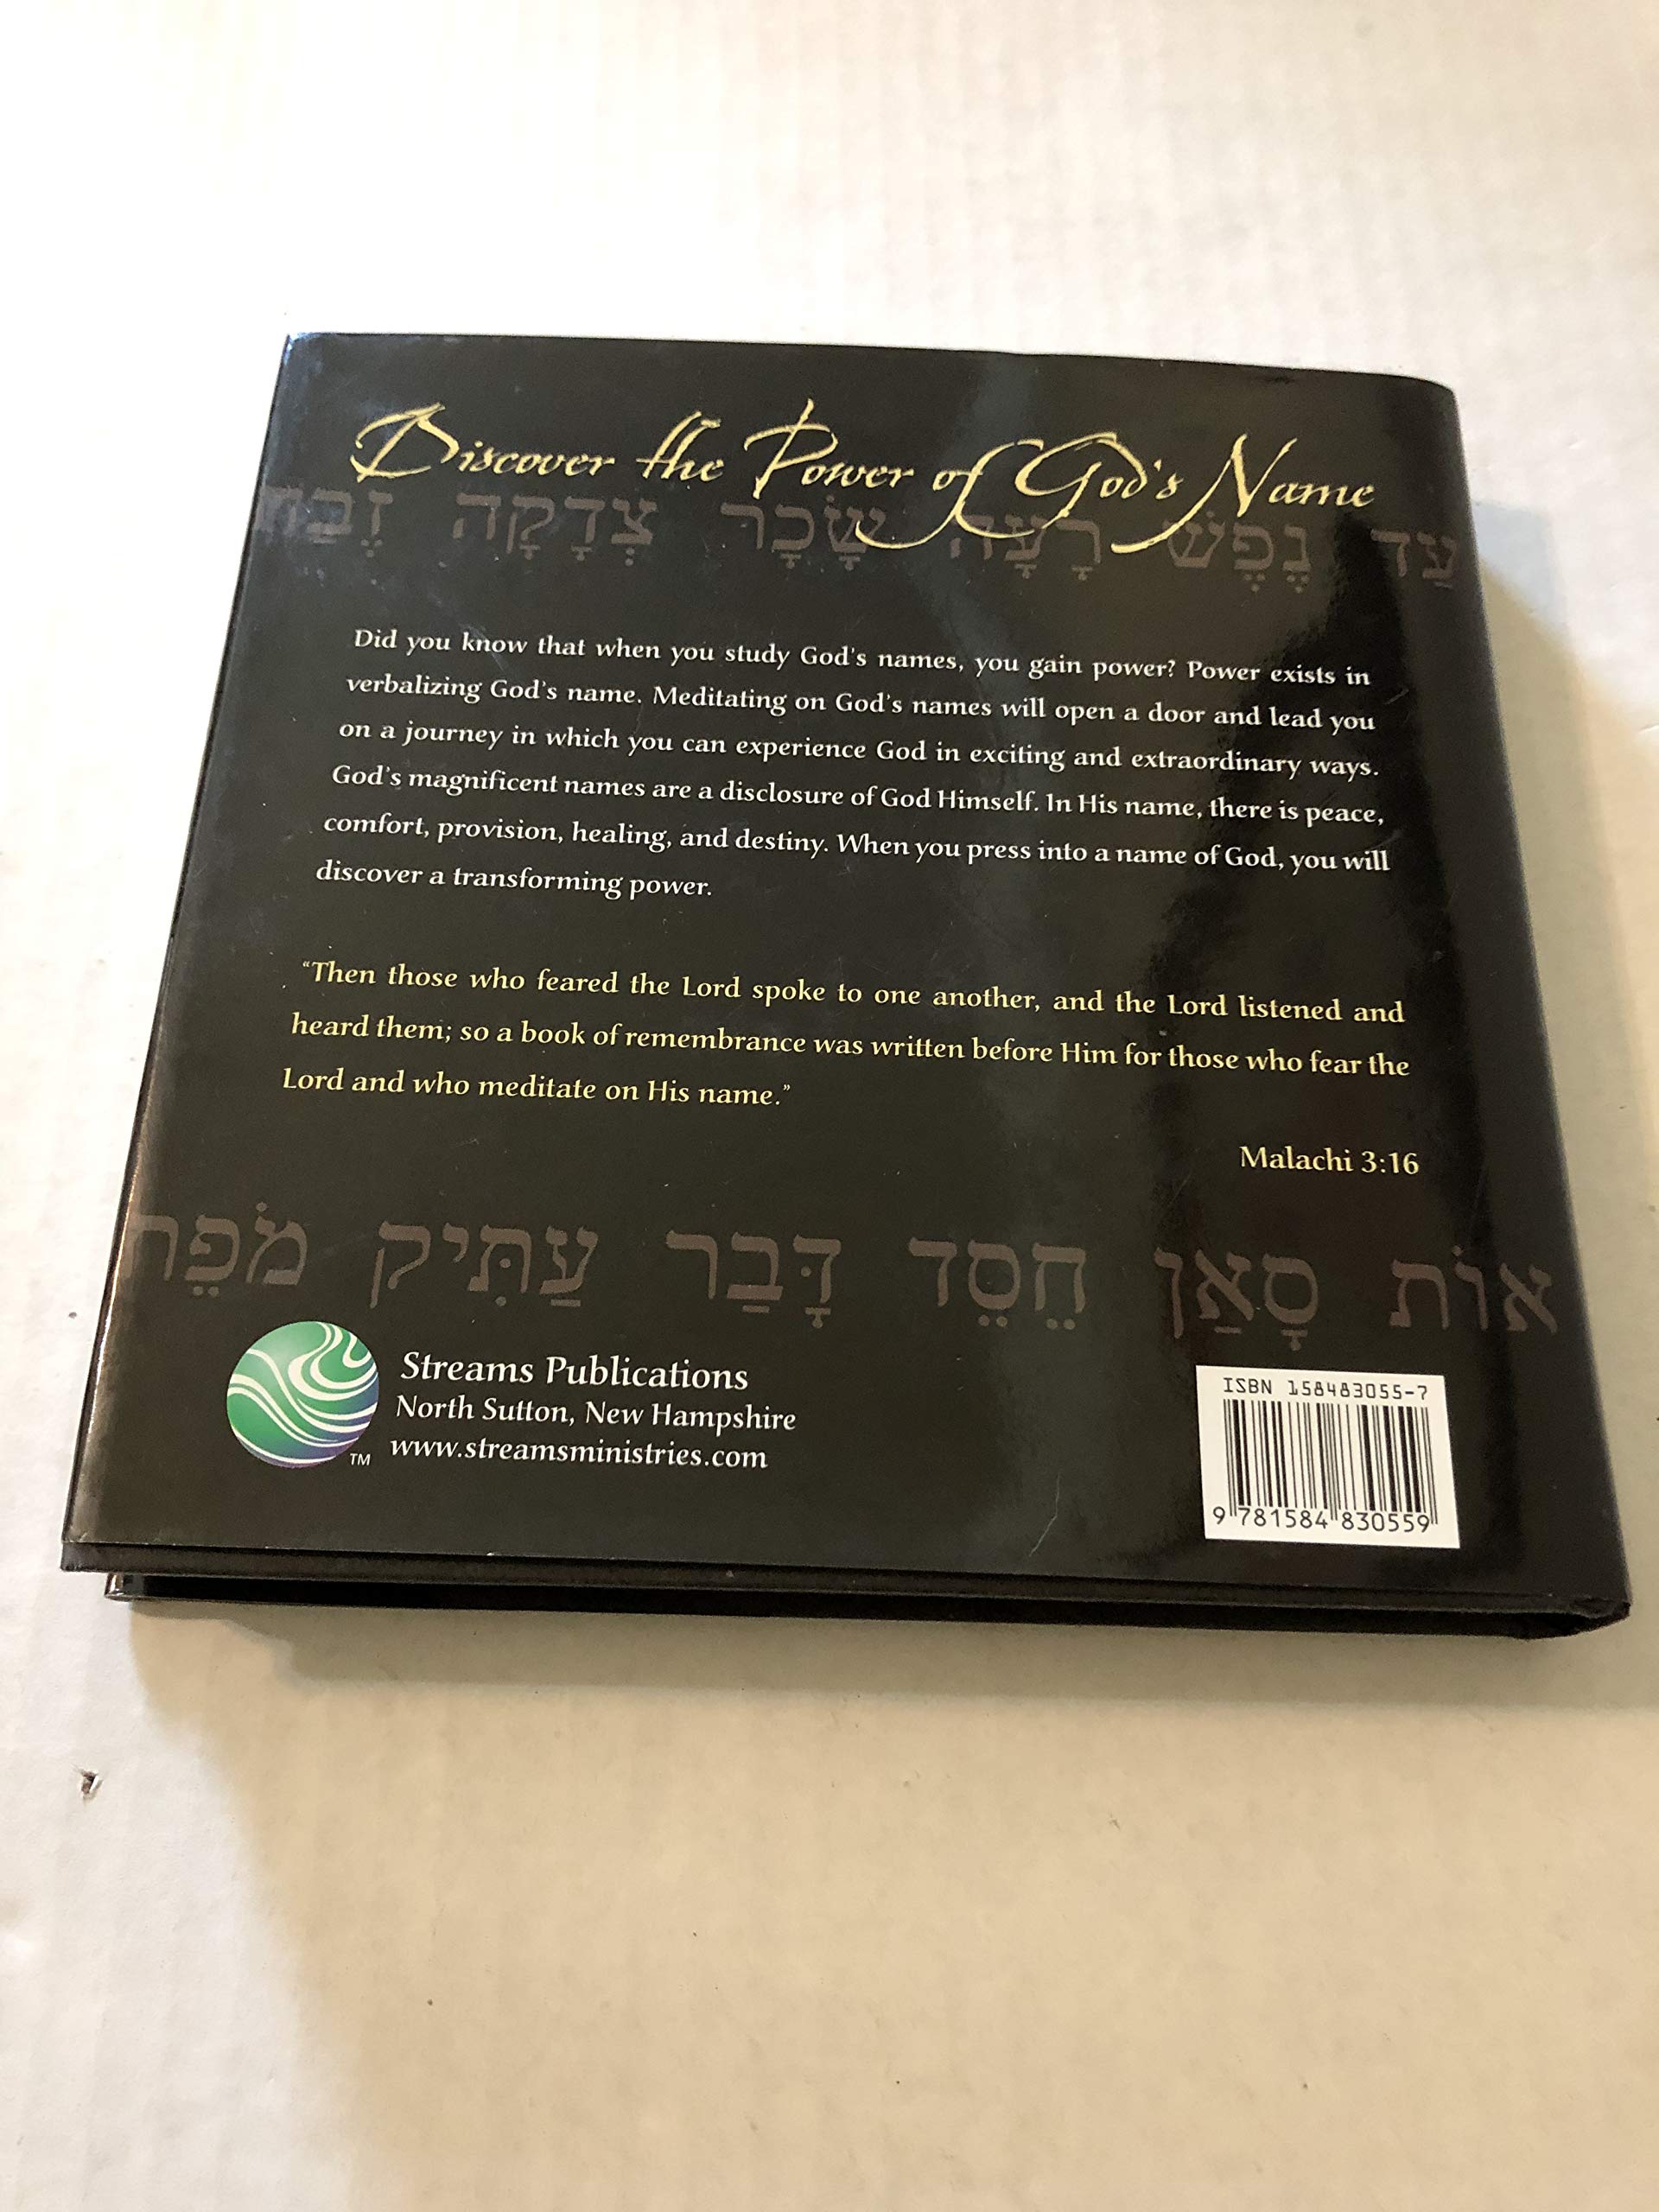 Discover the Power of God's Name
עַד נֶפֶשׁ רָעָה שָׂכָר צְדָקָה זֶבַח
Did you know that when you study God's names, you gain power? Power exists in
verbalizing God's name. Meditating on God's names will open a door and lead you
on a journey in which you can experience God in exciting and extraordinary ways.
God's magnificent names are a disclosure of God Himself. In His name, there is peace,
comfort, provision, healing, and destiny. When you press into a name of God, you will
discover a transforming power.
“Then those who feared the Lord spoke to one another, and the Lord listened and
heard them; so a book of remembrance was written before Him for those who fear the
Lord and who meditate on His name.”
Malachi 3:16
אוֹת סָאַן חֵסֵד דָּבַר עַתִּיק
Streams Publications
North Sutton, New Hampshire
www.streamsministries.com
TM
ISBN 158483055-7
9 781584 830559